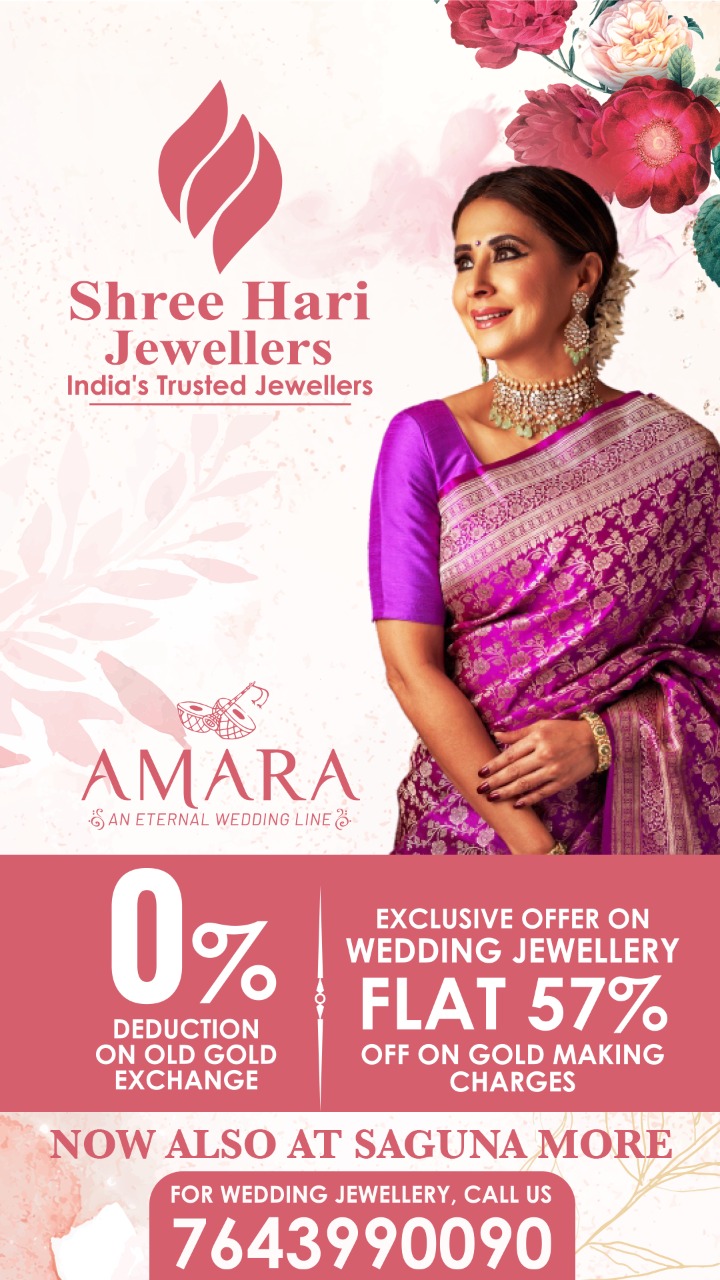 Shree Hari
Jewellers
India's Trusted Jewellers
AMARA
AN ETERNAL WEDDING LINE
0%
DEDUCTION
ON OLD GOLD
EXCHANGE
EXCLUSIVE OFFER ON
WEDDING JEWELLERY
FLAT 57%
OFF ON GOLD MAKING
CHARGES
NOW ALSO AT SAGUNA MORE
FOR WEDDING JEWELLERY, CALL US
7643990090